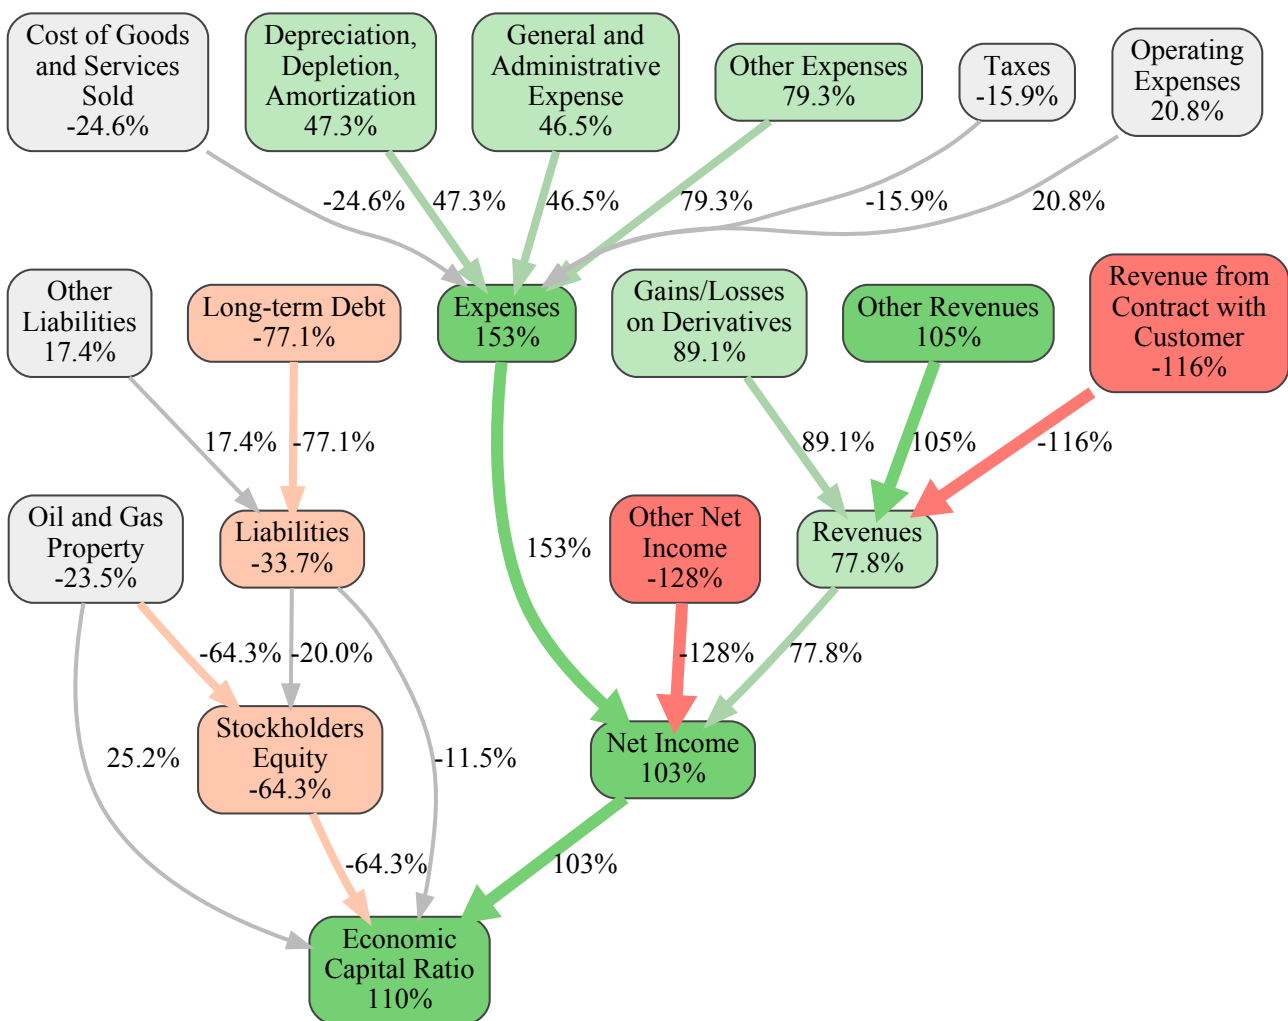 Cost of Goods
and Services
Sold
-24.6%
Depreciation,
Depletion,
Amortization
47.3%
General and
Administrative
Expense
46.5%
Other Expenses
79.3%
Taxes
-15.9%
Operating
Expenses
20.8%
-24.6%
47.3%
46.5%
79.3%
-15.9%
20.8%
Other
Liabilities
17.4%
Long-term Debt
-77.1%
Expenses
153%
Gains/Losses
on Derivatives
89.1%
Other Revenues
105%
Revenue from
Contract with
Customer
-116%
17.4%
-77.1%
89.1%
105%
-116%
Oil and Gas
Property
-23.5%
Liabilities
-33.7%
153%
Other Net
Income
-128%
Revenues
77.8%
-64.3%
-20.0%
-128%
77.8%
25.2%
Stockholders
Equity
-64.3%
-11.5%
Net Income
103%
-64.3%
103%
Economic
Capital Ratio
110%